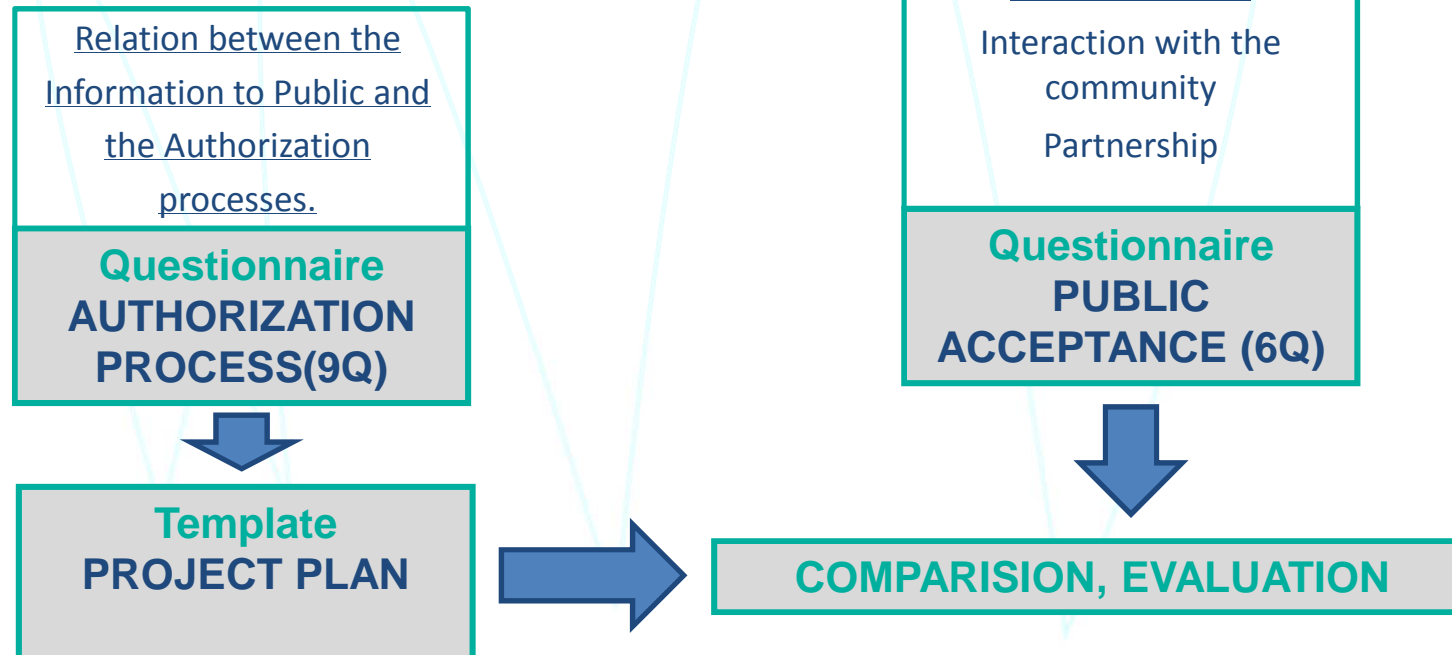 Relation between the
Information to Public and
the Authorization
processes.
Questionnaire
AUTHORIZATION
PROCESS(9Q)
Template
PROJECT PLAN
Interaction with the
community
Partnership
Questionnaire
PUBLIC
ACCEPTANCE (6Q)
COMPARISION, EVALUATION